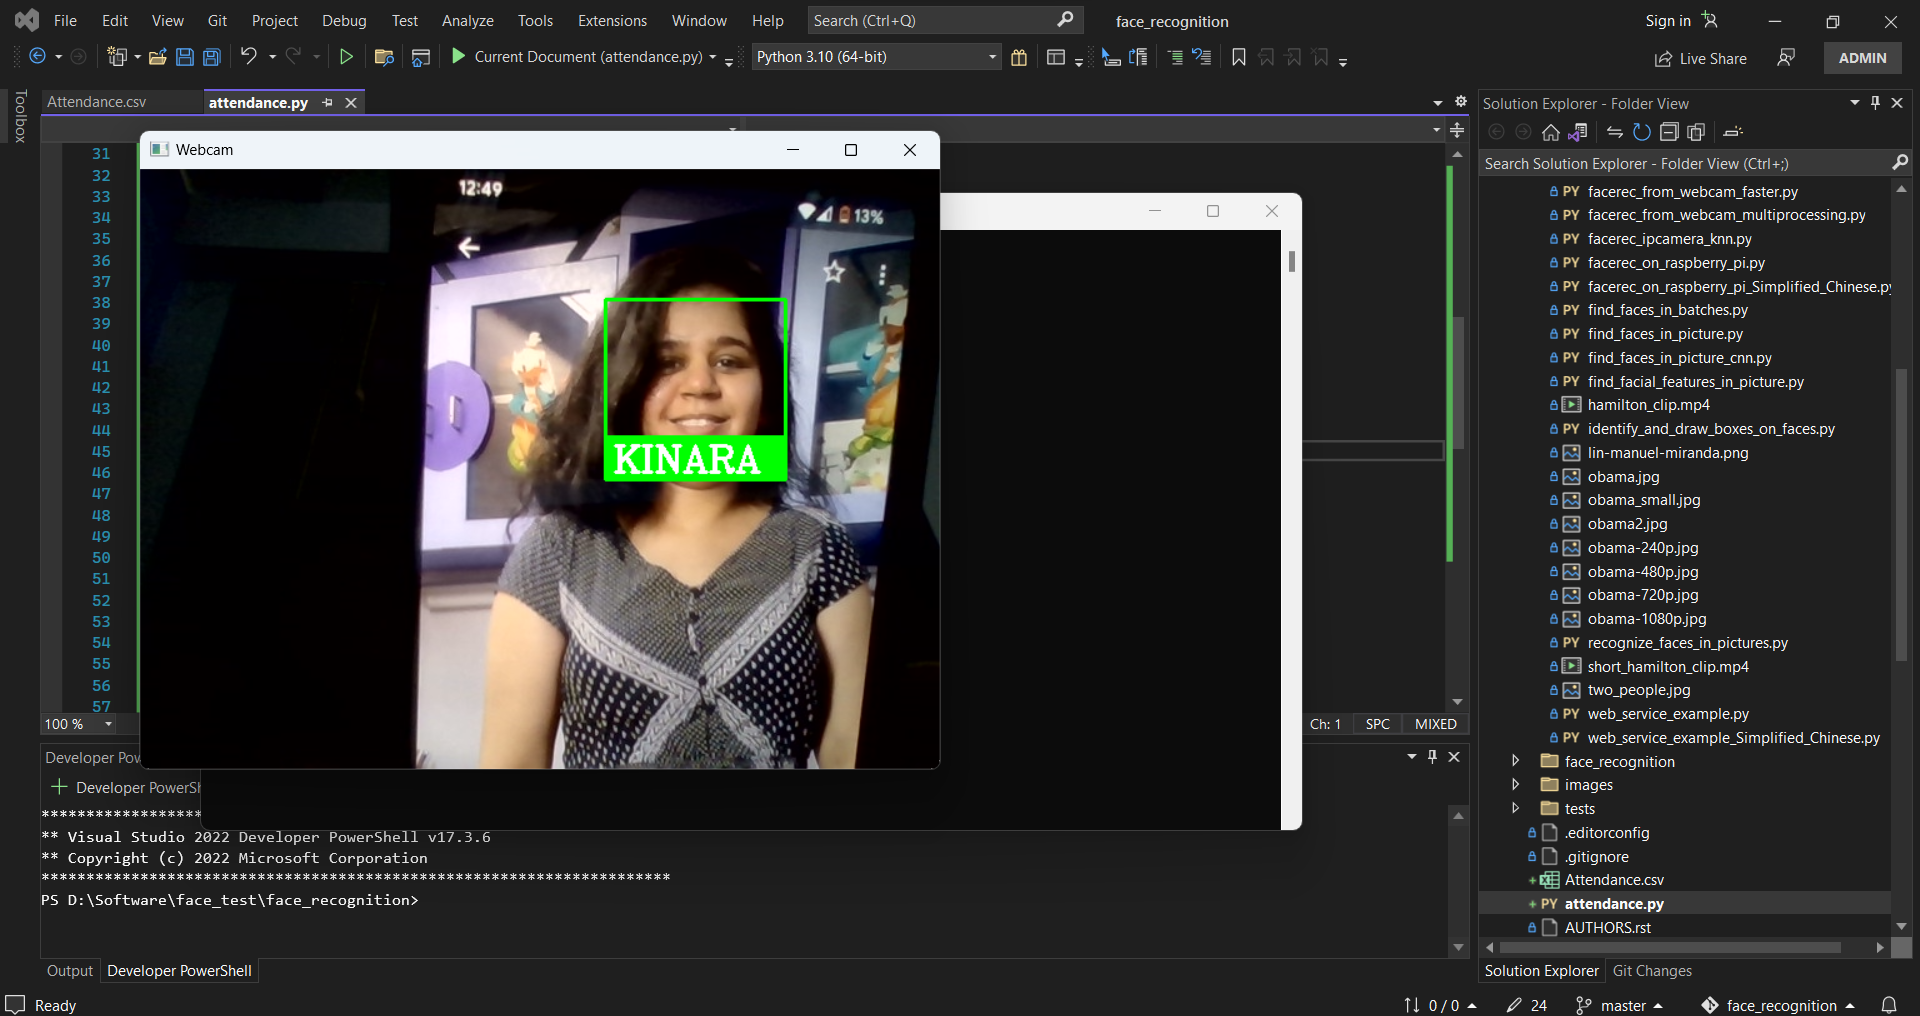 File Edit View Git Project Debug Test Analyze Tools Extensions Window Help Search (Ctrl+Q) face_recognition Sign in
Current Document (attendance.py) Python 3.10 (64-bit) Live Share ADMIN
Toolbox
Attendance.csv attendance.py
31
32
33
34
35
36
37
38
39
40
41
42
43
44
45
46
47
48
49
50
51
52
53
54
55
56
57
100 %
Webcam
12:49
13%
KINARA
Ch: 1 SPC MIXED
Developer Pow
Developer PowerSh
**
** Visual Studio 2022 Developer PowerShell v17.3.6
** Copyright (c) 2022 Microsoft Corporation
**********************************************************************
PS D:\Software\face_test\face_recognition>
Output Developer PowerShell
Solution Explorer - Folder View
Search Solution Explorer - Folder View (Ctrl+;)
PY facerec_from_webcam_faster.py
PY facerec_from_webcam_multiprocessing.py
PY facerec_ipcamera_knn.py
PY facerec_on_raspberry_pi.py
PY facerec_on_raspberry_pi_Simplified_Chinese.py
PY find_faces_in_batches.py
PY find_faces_in_picture.py
PY find_faces_in_picture_cnn.py
PY find_facial_features_in_picture.py
hamilton_clip.mp4
PY identify_and_draw_boxes_on_faces.py
lin-manuel-miranda.png
obama.jpg
obama_small.jpg
obama2.jpg
obama-240p.jpg
obama-480p.jpg
obama-720p.jpg
obama-1080p.jpg
PY recognize_faces_in_pictures.py
short_hamilton_clip.mp4
two_people.jpg
PY web_service_example.py
PY web_service_example_Simplified_Chinese.py
face_recognition
images
tests
.editorconfig
.gitignore
Attendance.csv
PY attendance.py
AUTHORS.rst
Solution Explorer Git Changes
Ready 0 / 0 24 master face_recognition